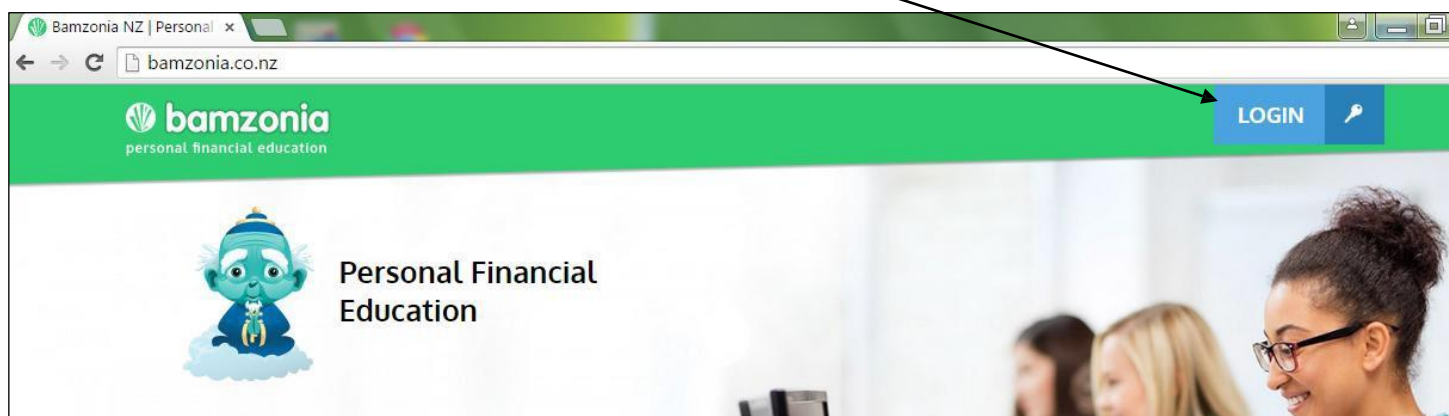 Bamzonia NZ | Personal
bamzonia.co.nz
bamzonia
personal financial education
LOGIN
Personal Financial
Education